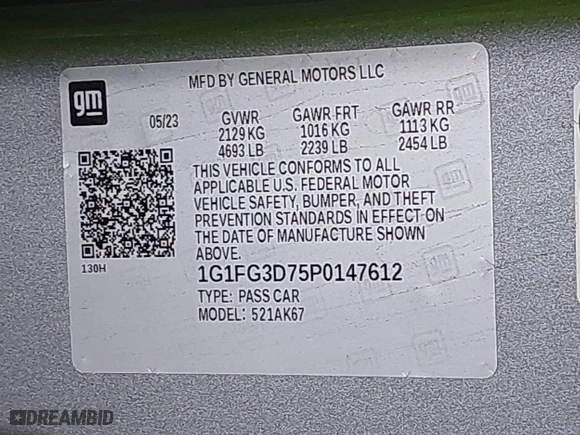 gm
MFD BY GENERAL MOTORS LLC
05/23
GVWR GAWR FRT GAWR RR
2129 KG 1016 KG 1113 KG
4693 LB 2239 LB 2454 LB
THIS VEHICLE CONFORMS TO ALL
APPLICABLE U.S. FEDERAL MOTOR
VEHICLE SAFETY, BUMPER, AND THEFT
PREVENTION STANDARDS IN EFFECT ON
THE DATE OF MANUFACTURE SHOWN
ABOVE.
130H
1G1FG3D75P0147612
TYPE: PASS CAR
MODEL: 521AK67
DREAMBID